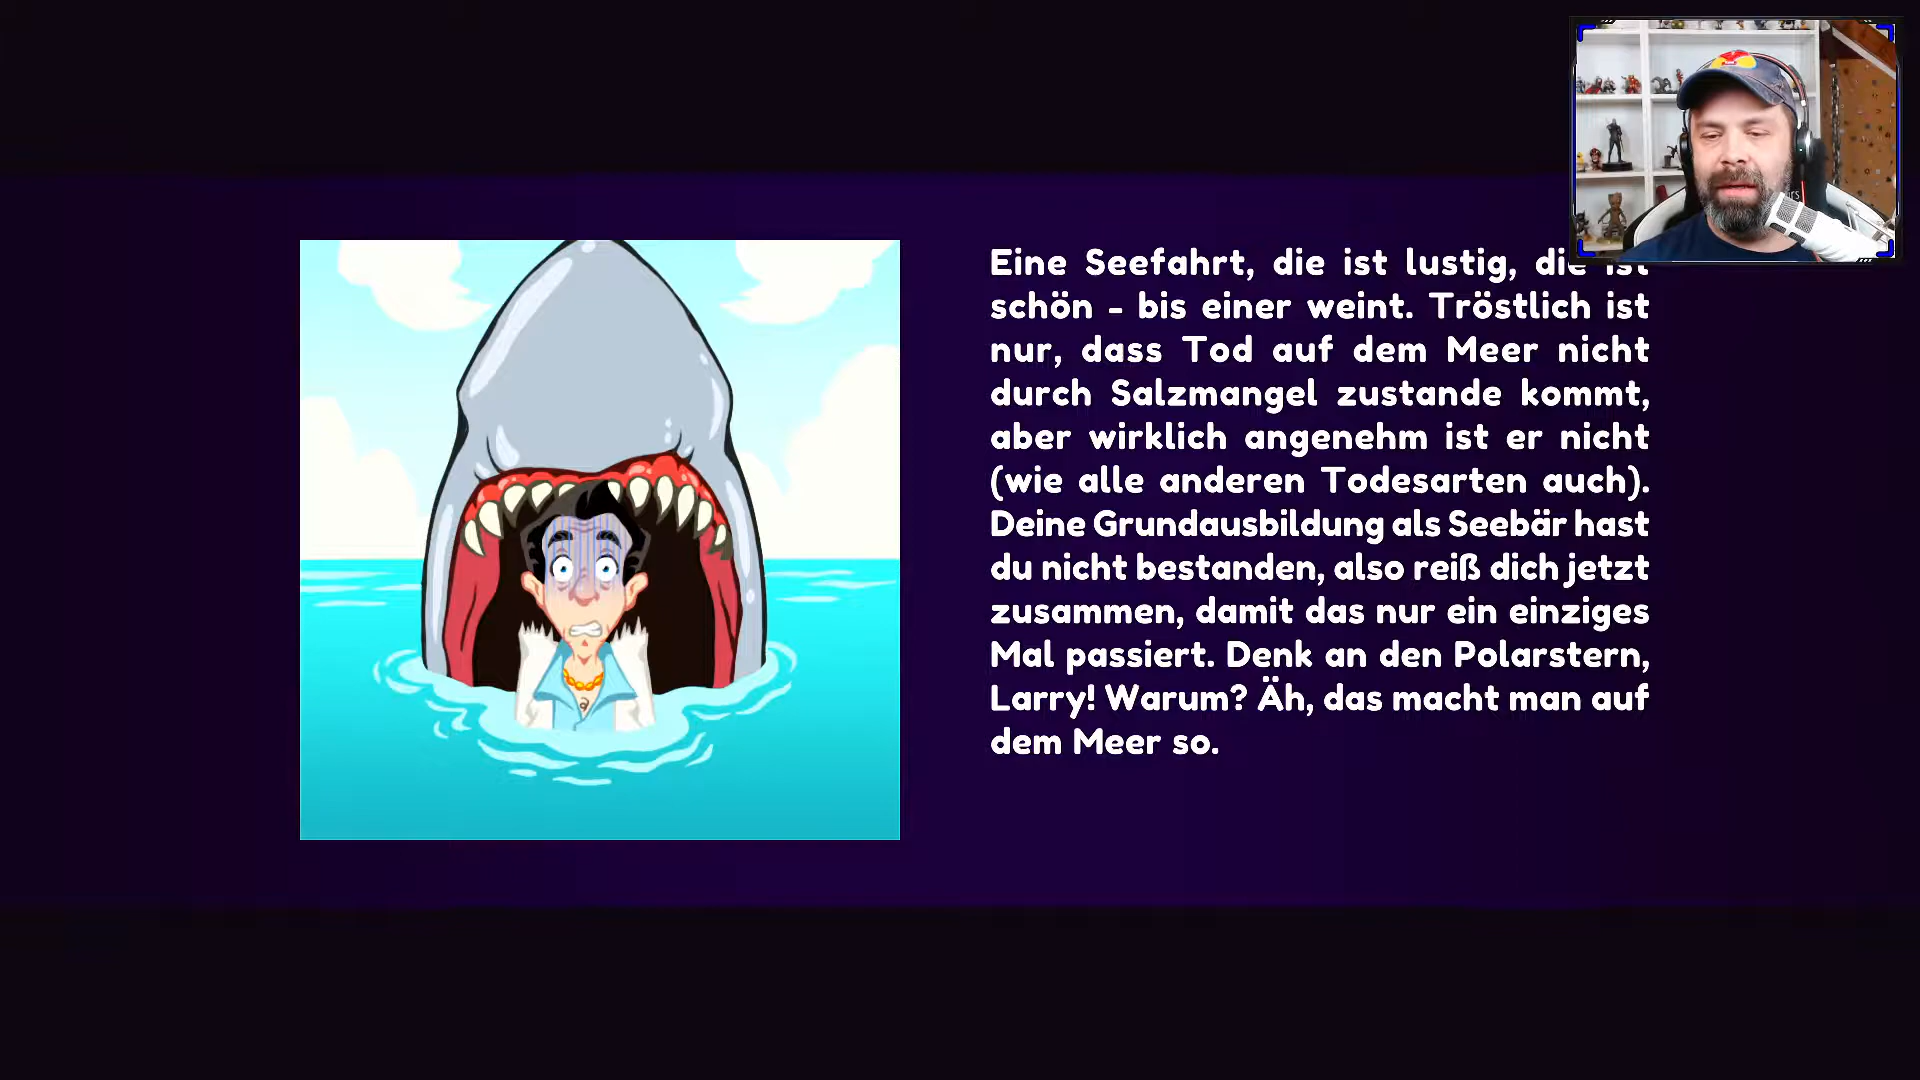 Eine Seefahrt, die ist lustig, die ist
schön - bis einer weint. Tröstlich ist
nur, dass Tod auf dem Meer nicht
durch Salzmangel zustande kommt,
aber wirklich angenehm ist er nicht
(wie alle anderen Todesarten auch).
Deine Grundausbildung als Seebär hast
du nicht bestanden, also reiß dich jetzt
zusammen, damit das nur ein einziges
Mal passiert. Denk an den Polarstern,
Larry! Warum? Äh, das macht man auf
dem Meer so.